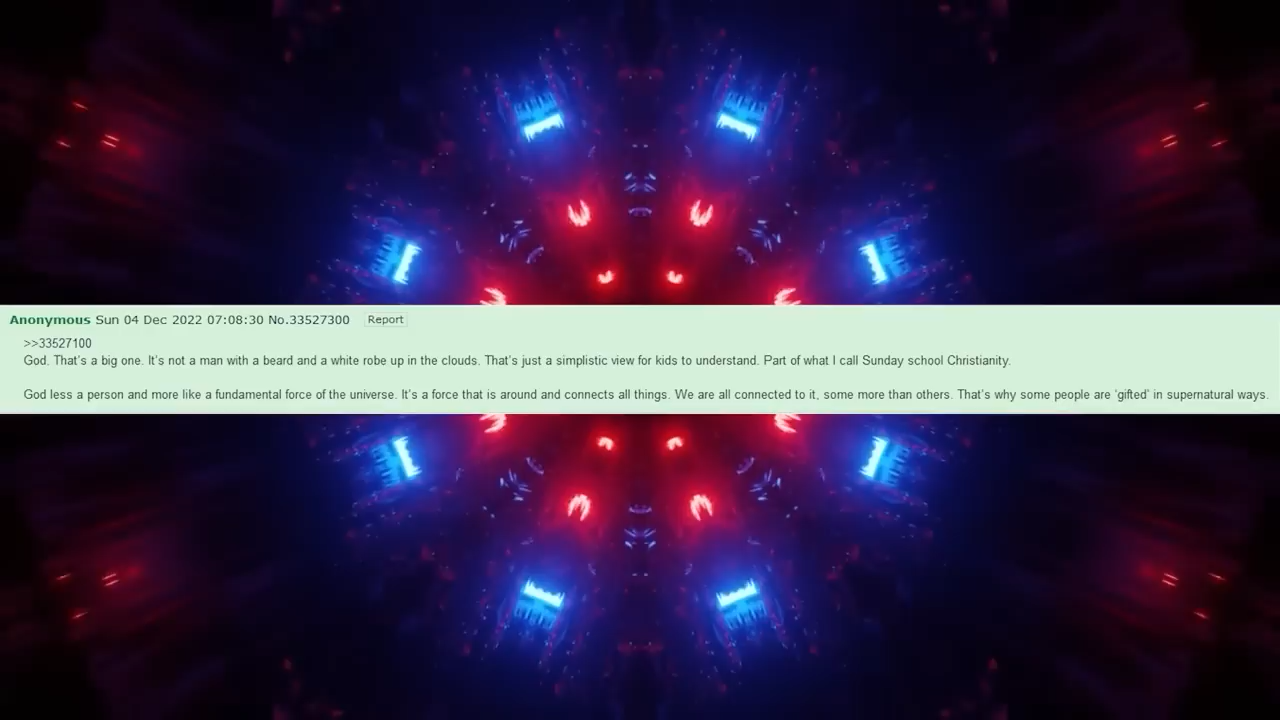 Anonymous Sun 04 Dec 2022 07:08:30 No.33527300 Report
>>33527100
God. That’s a big one. It’s not a man with a beard and a white robe up in the clouds. That’s just a simplistic view for kids to understand. Part of what I call Sunday school Christianity.
God less a person and more like a fundamental force of the universe. It’s a force that is around and connects all things. We are all connected to it, some more than others. That’s why some people are ‘gifted’ in supernatural ways.